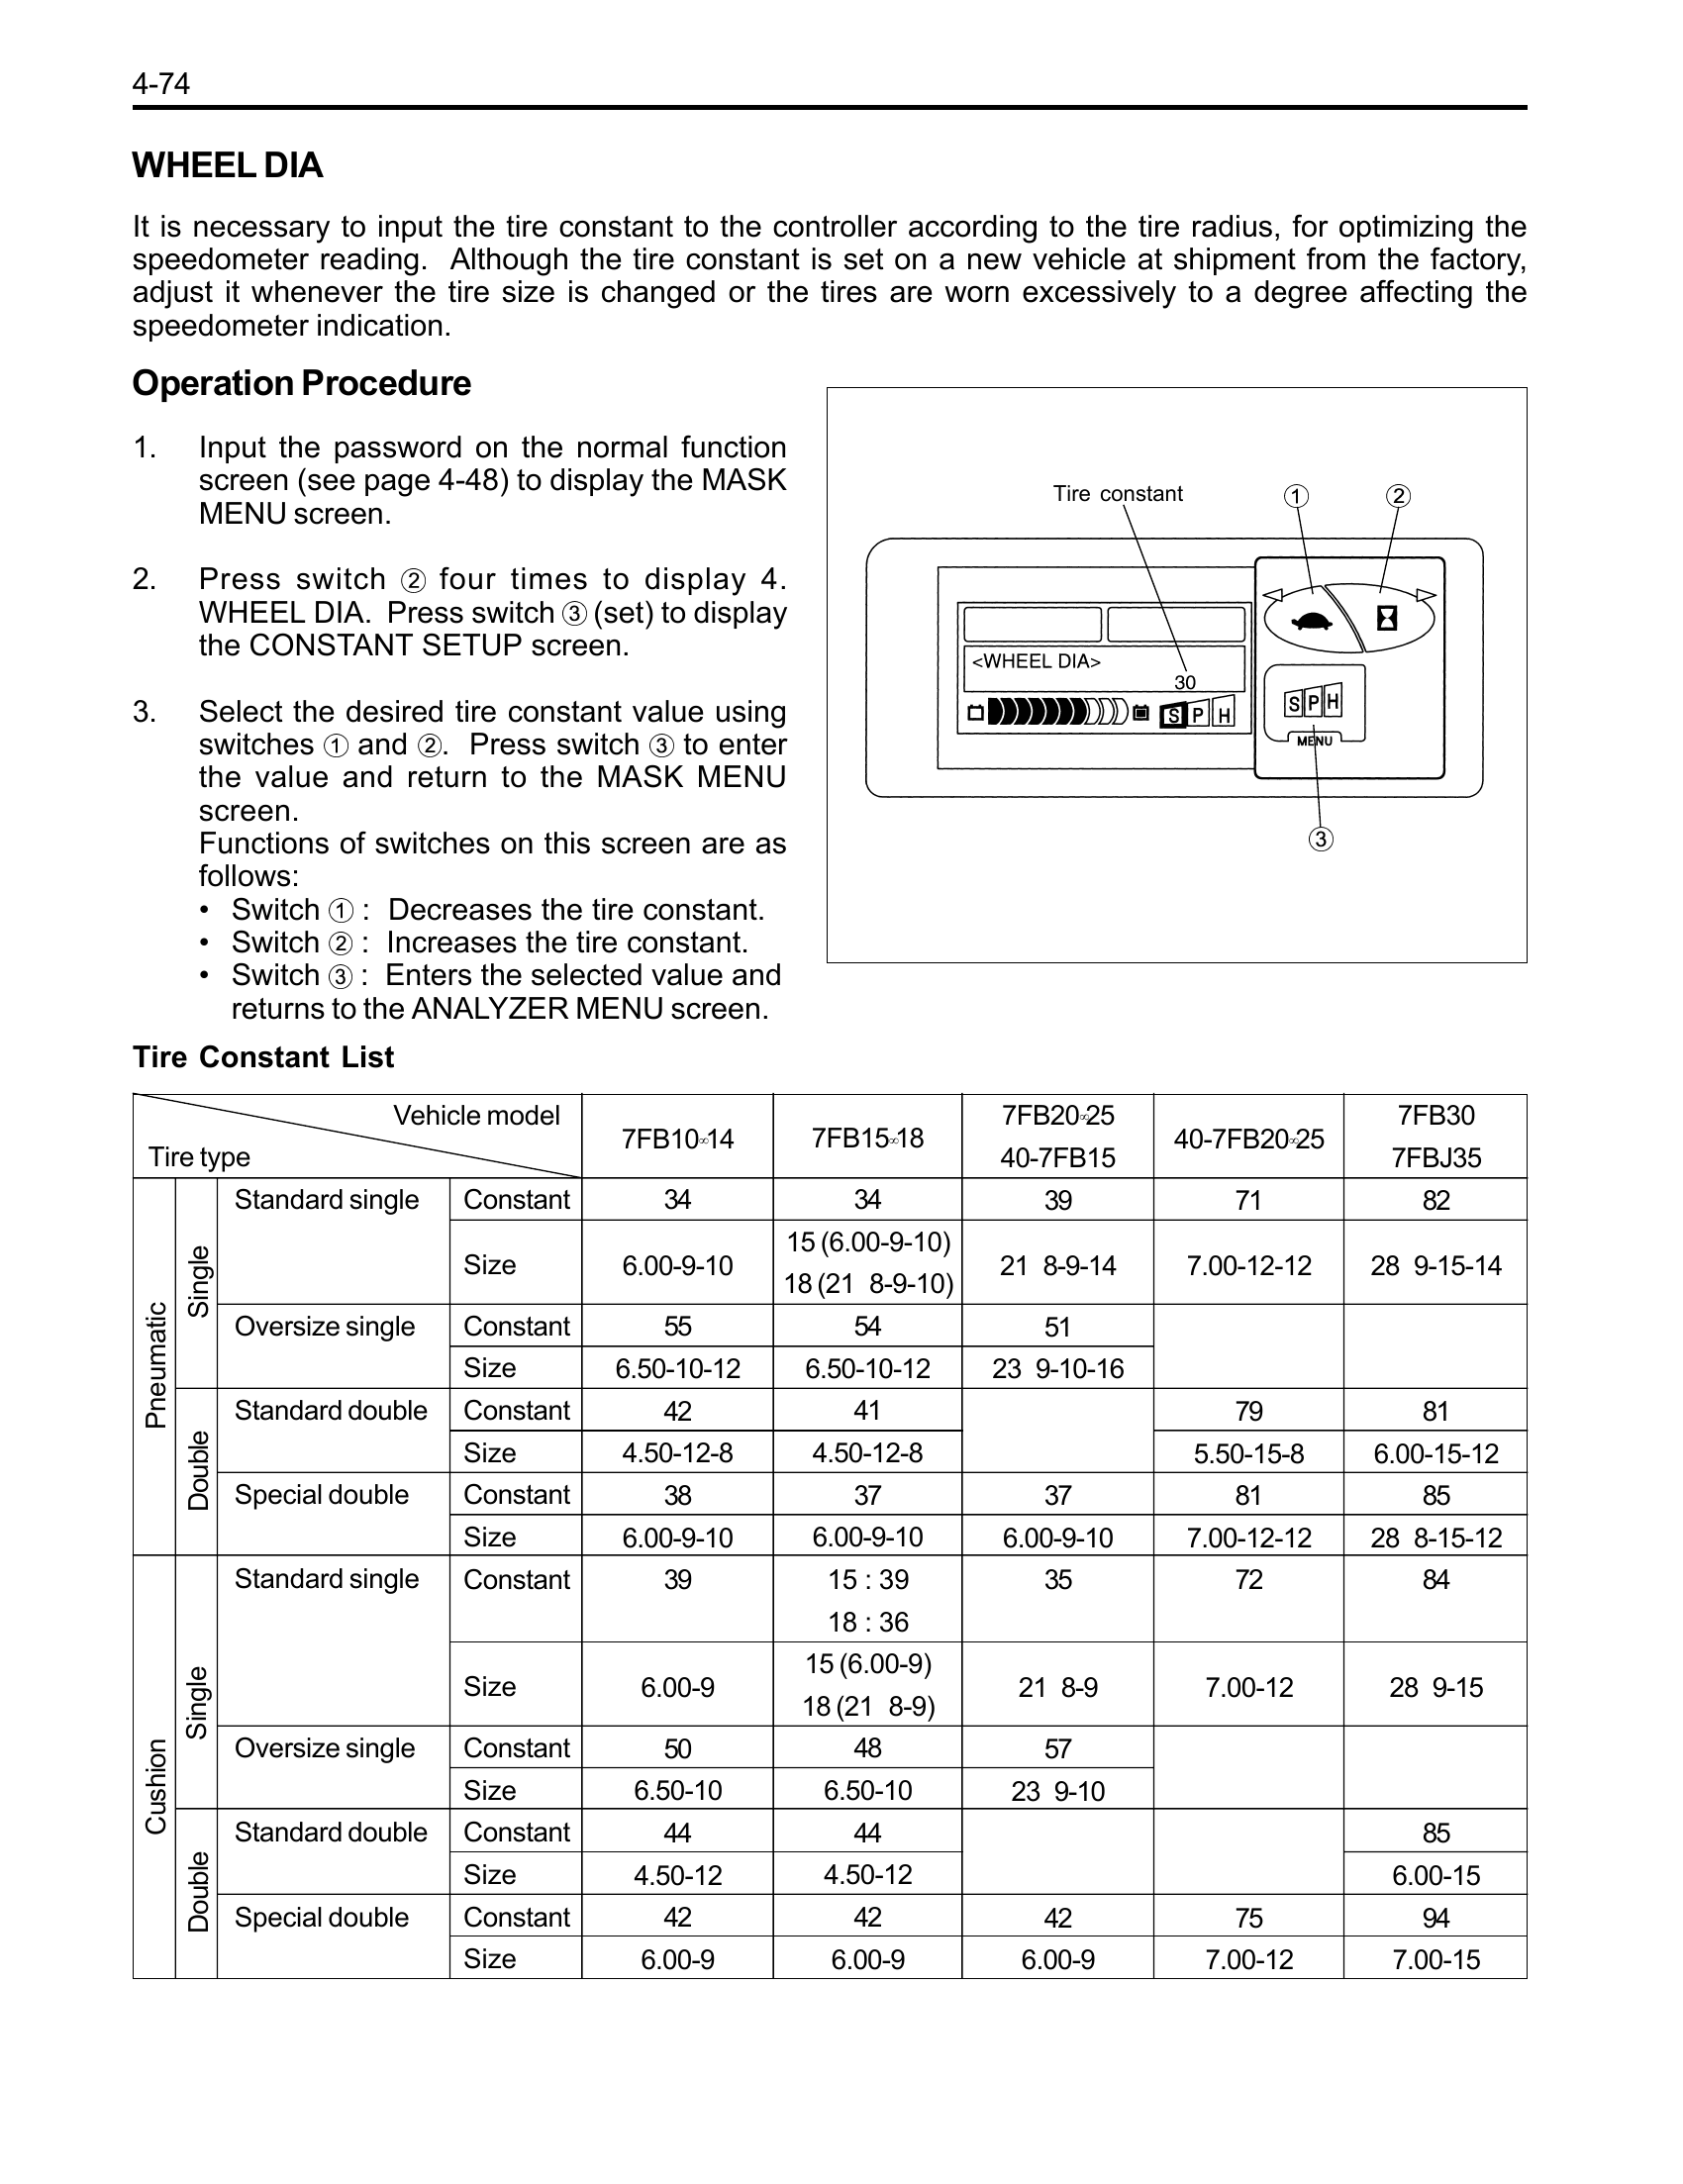 4-74
WHEEL DIA
It is necessary to input the tire constant to the controller according to the tire radius, for optimizing the
speedometer reading. Although the tire constant is set on a new vehicle at shipment from the factory,
adjust it whenever the tire size is changed or the tires are worn excessively to a degree affecting the
speedometer indication.
Operation Procedure
1. Input the password on the normal function
screen (see page 4-48) to display the MASK
MENU screen.
2. Press switch ② four times to display 4.
WHEEL DIA. Press switch ③ (set) to display
the CONSTANT SETUP screen.
3. Select the desired tire constant value using
switches ① and ②. Press switch ③ to enter
the value and return to the MASK MENU
screen.
Functions of switches on this screen are as
follows:
• Switch ① : Decreases the tire constant.
• Switch ② : Increases the tire constant.
• Switch ③ : Enters the selected value and
returns to the ANALYZER MENU screen.
Tire constant ① ②
<WHEEL DIA>
30
S P H
S P H
MENU
③
Tire Constant List
Vehicle model
Tire type
7FB10∞14
7FB15∞18
7FB20∞25
40-7FB15
40-7FB20∞25
7FB30
7FBJ35
Pneumatic
Single
Standard single Constant 34 34 39 71 82
Size 6.00-9-10 15 (6.00-9-10) 21 8-9-14 7.00-12-12 28 9-15-14
18 (21 8-9-10)
Oversize single Constant 55 54 51
Size 6.50-10-12 6.50-10-12 23 9-10-16
Double
Standard double Constant 42 41 79 81
Size 4.50-12-8 4.50-12-8 5.50-15-8 6.00-15-12
Special double Constant 38 37 37 81 85
Size 6.00-9-10 6.00-9-10 6.00-9-10 7.00-12-12 28 8-15-12
Cushion
Single
Standard single Constant 39 15 : 39 35 72 84
18 : 36
Size 6.00-9 15 (6.00-9) 21 8-9 7.00-12 28 9-15
18 (21 8-9)
Oversize single Constant 50 48 57
Size 6.50-10 6.50-10 23 9-10
Double
Standard double Constant 44 44 85
Size 4.50-12 4.50-12 6.00-15
Special double Constant 42 42 42 75 94
Size 6.00-9 6.00-9 6.00-9 7.00-12 7.00-15